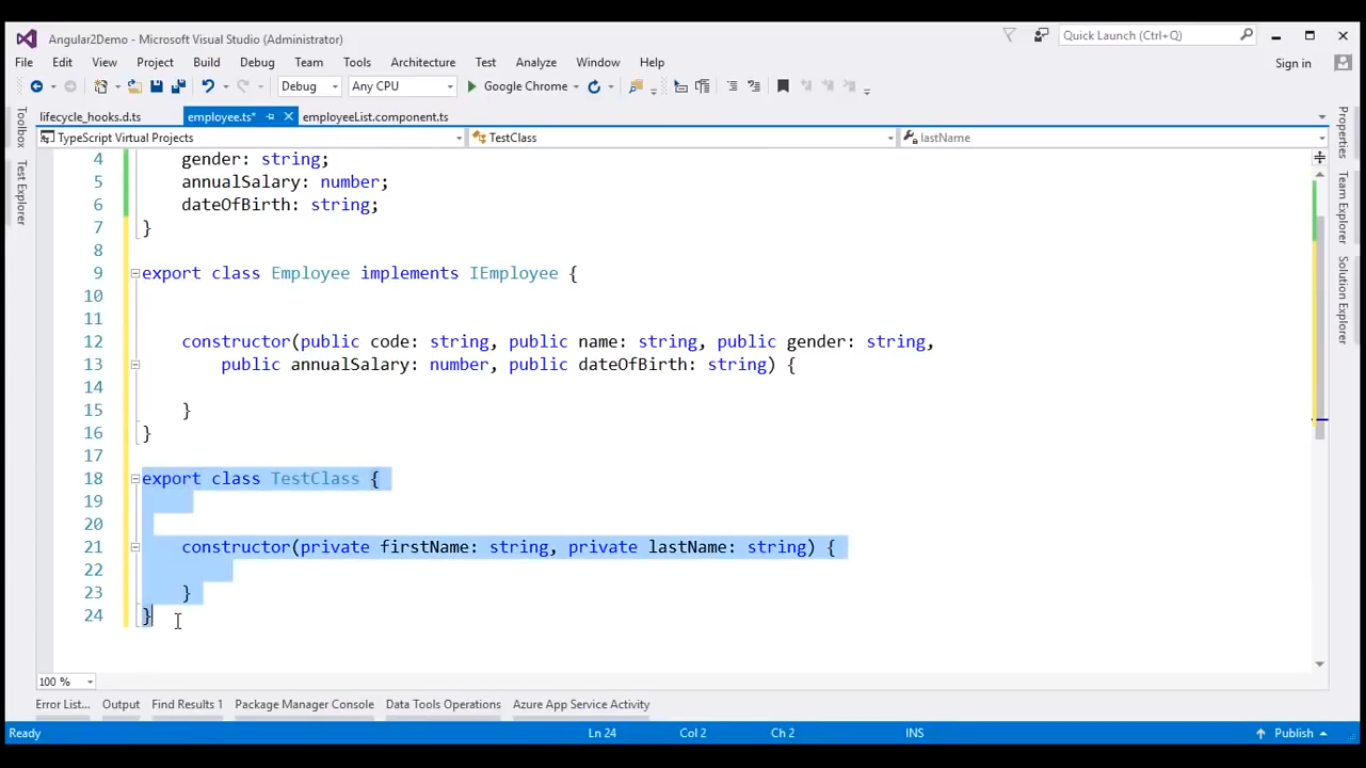 Angular2Demo - Microsoft Visual Studio (Administrator)
Quick Launch (Ctrl+Q)
File Edit View Project Build Debug Team Tools Architecture Test Analyze Window Help
Sign in
Debug Any CPU Google Chrome
lifecycle_hooks.d.ts employee.ts* employeeList.component.ts
TypeScript Virtual Projects TestClass lastName
Toolbox
Test Explorer
Properties
Team Explorer
Solution Explorer
4 gender: string;
5 annualSalary: number;
6 dateOfBirth: string;
7 }
8
9 export class Employee implements IEmployee {
10
11
12 constructor(public code: string, public name: string, public gender: string,
13 public annualSalary: number, public dateOfBirth: string) {
14
15 }
16 }
17
18 export class TestClass {
19
20
21 constructor(private firstName: string, private lastName: string) {
22
23 }
24 }
100 %
Error List... Output Find Results 1 Package Manager Console Data Tools Operations Azure App Service Activity
Ready Ln 24 Col 2 Ch 2 INS Publish